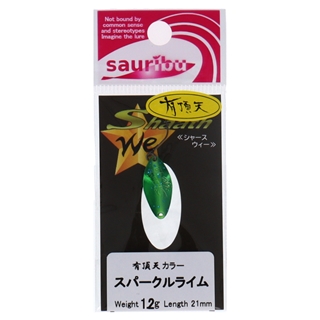 Not bound by
common sense
and stereotypes
Imagine the lure
sauribu
有頂天
Sheath
We
≪シャース
ウィー≫
有頂天カラー
スパークルライム
Weight 1.2g Length 21mm